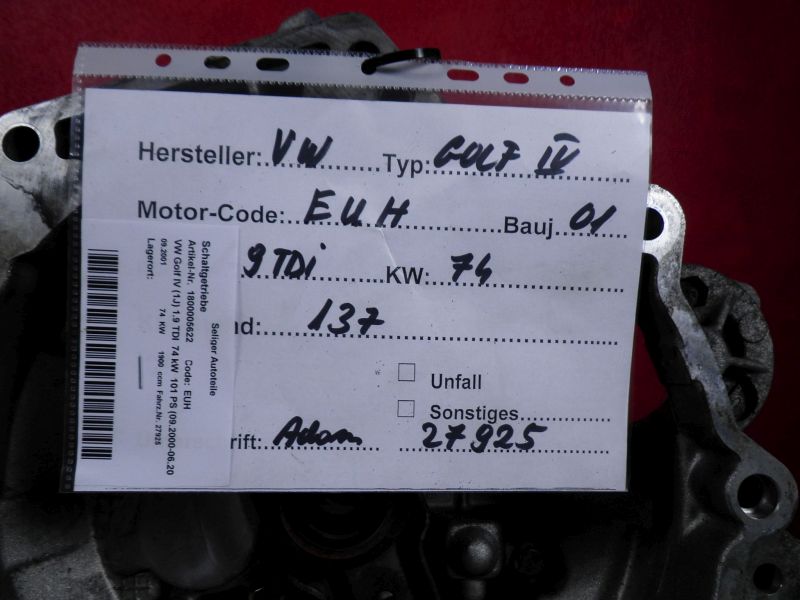 Hersteller: VW Typ: GOLF IV
Motor-Code: EUH Bauj. 01
9 TDi KW: 74
nd: 137
Unfall
Sonstiges
rift: Adam 27925
Seliger Autoteile
Schaltgetriebe
Artikel-Nr. 1800005622 Code: EUH
VW Golf IV (1J) 1.9 TDI 74 kW 101 PS (09.2000-06.20
09.2001 74 KW 1900 ccm Fahrz.Nr. 27925
Lagerort: